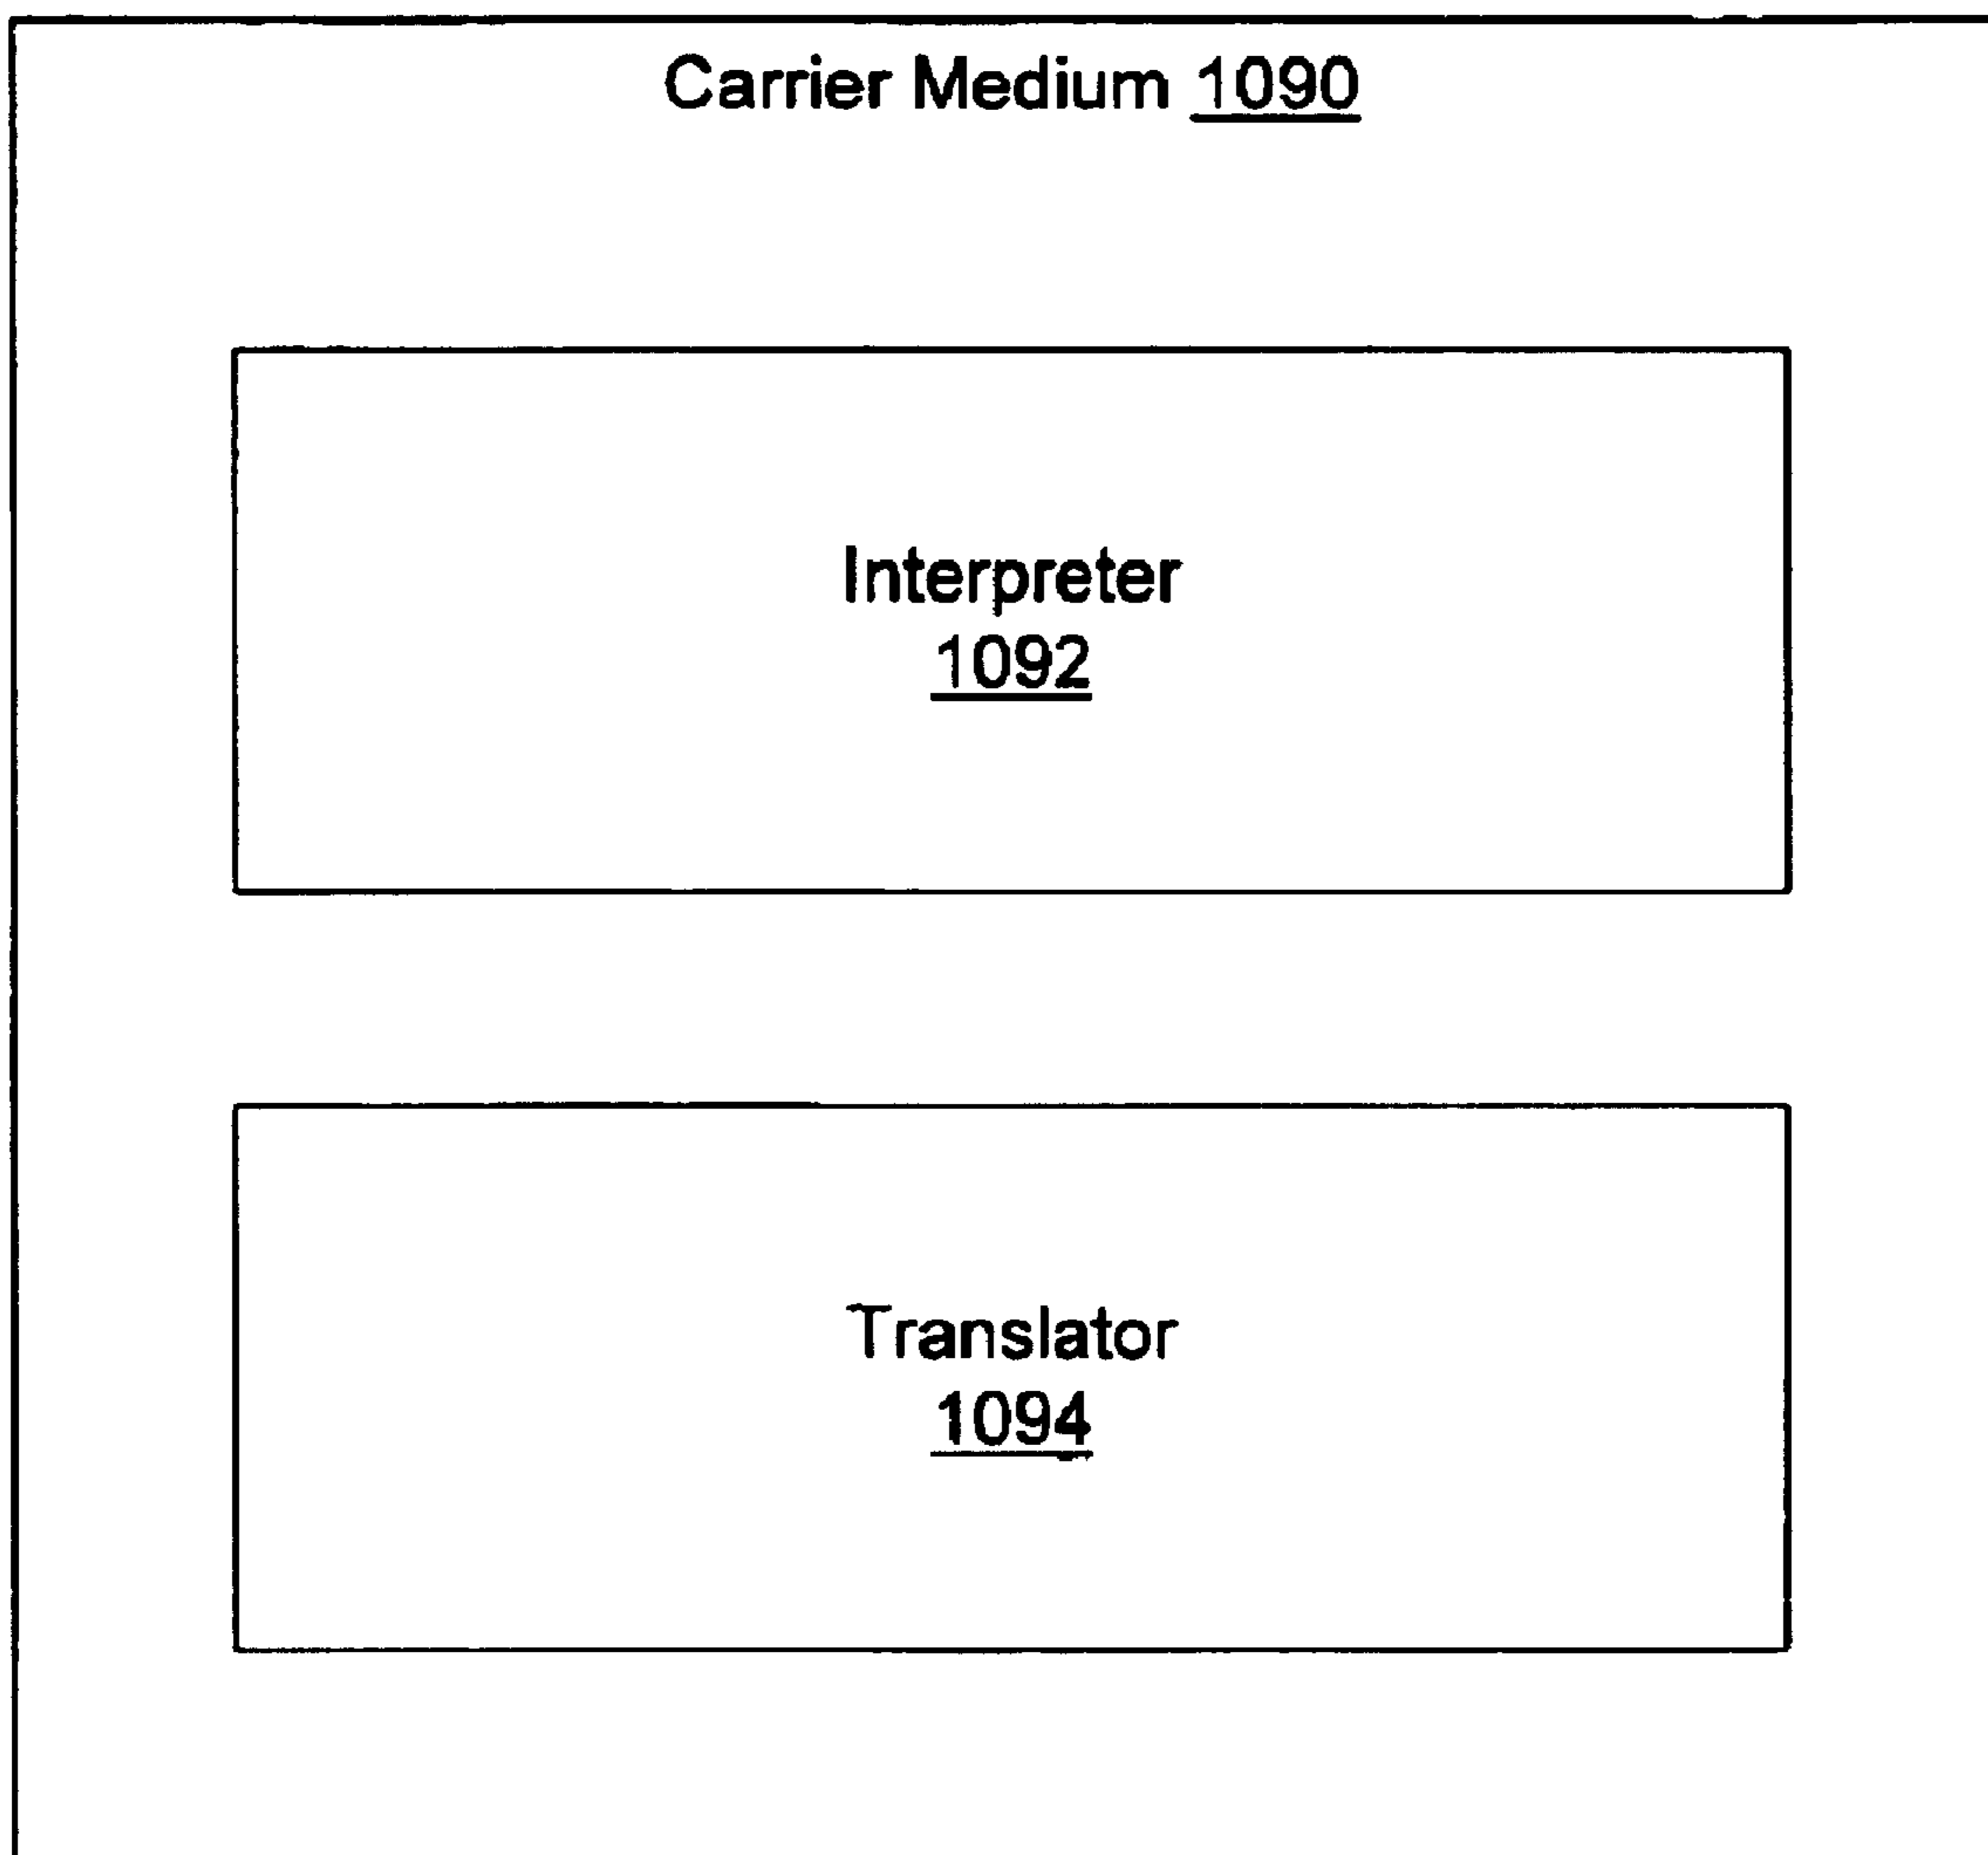 Carrier Medium 1090
Interpreter
1092
Translator
1094